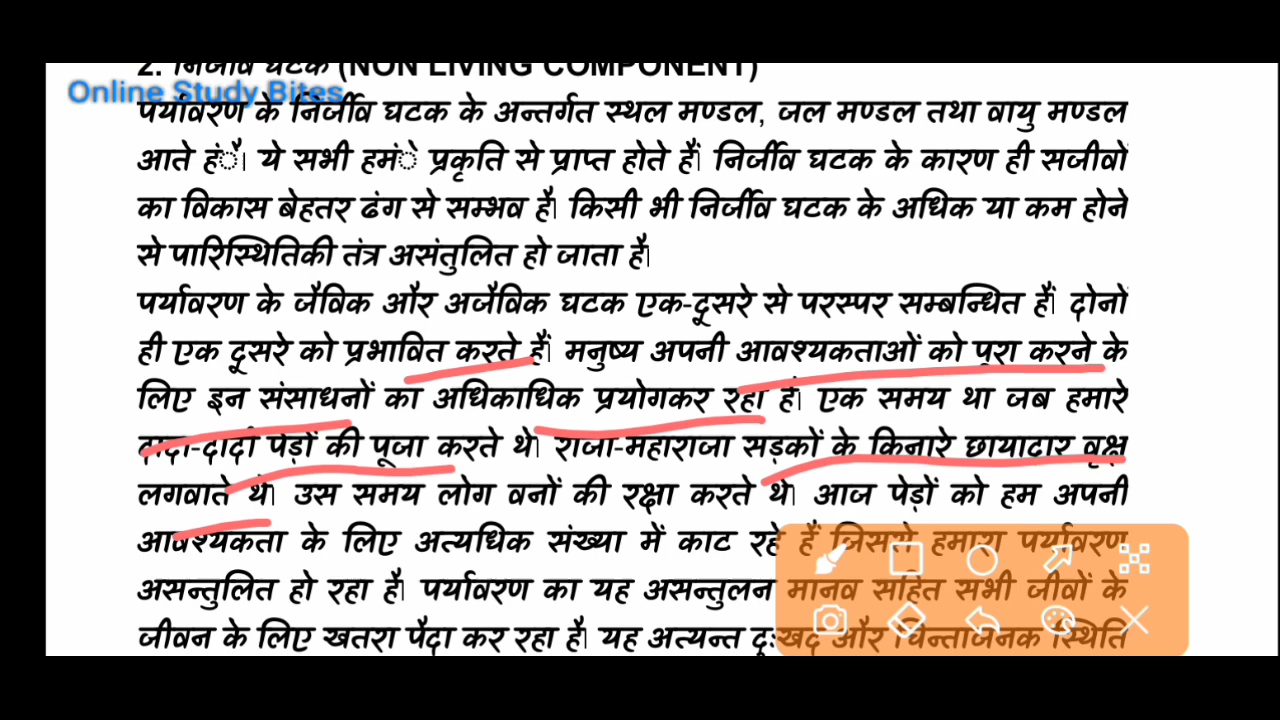 2. निर्जीव घटक (NON LIVING COMPONENT)
Online Study Bites
पर्यावरण के निर्जीव घटक के अन्तर्गत स्थल मण्डल, जल मण्डल तथा वायु मण्डल
आते हंै। ये सभी हमंे प्रकृति से प्राप्त होते हैं। निर्जीव घटक के कारण ही सजीवों
का विकास बेहतर ढंग से सम्भव है। किसी भी निर्जीव घटक के अधिक या कम होने
से पारिस्थितिकी तंत्र असंतुलित हो जाता है।
पर्यावरण के जैविक और अजैविक घटक एक-दूसरे से परस्पर सम्बन्धित हैं। दोनों
ही एक दूसरे को प्रभावित करते हैं। मनुष्य अपनी आवश्यकताओं को पूरा करने के
लिए इन संसाधनों का अधिकाधिक प्रयोगकर रहा है। एक समय था जब हमारे
दादा-दादी पेड़ों की पूजा करते थे। राजा-महाराजा सड़कों के किनारे छायादार वृक्ष
लगवाते थे। उस समय लोग वनों की रक्षा करते थे। आज पेड़ों को हम अपनी
आवश्यकता के लिए अत्यधिक संख्या में काट रहे हैं जिससे हमारा पर्यावरण
असन्तुलित हो रहा है। पर्यावरण का यह असन्तुलन मानव सहित सभी जीवों के
जीवन के लिए खतरा पैदा कर रहा है। यह अत्यन्त दुःखद और चिन्ताजनक स्थिति